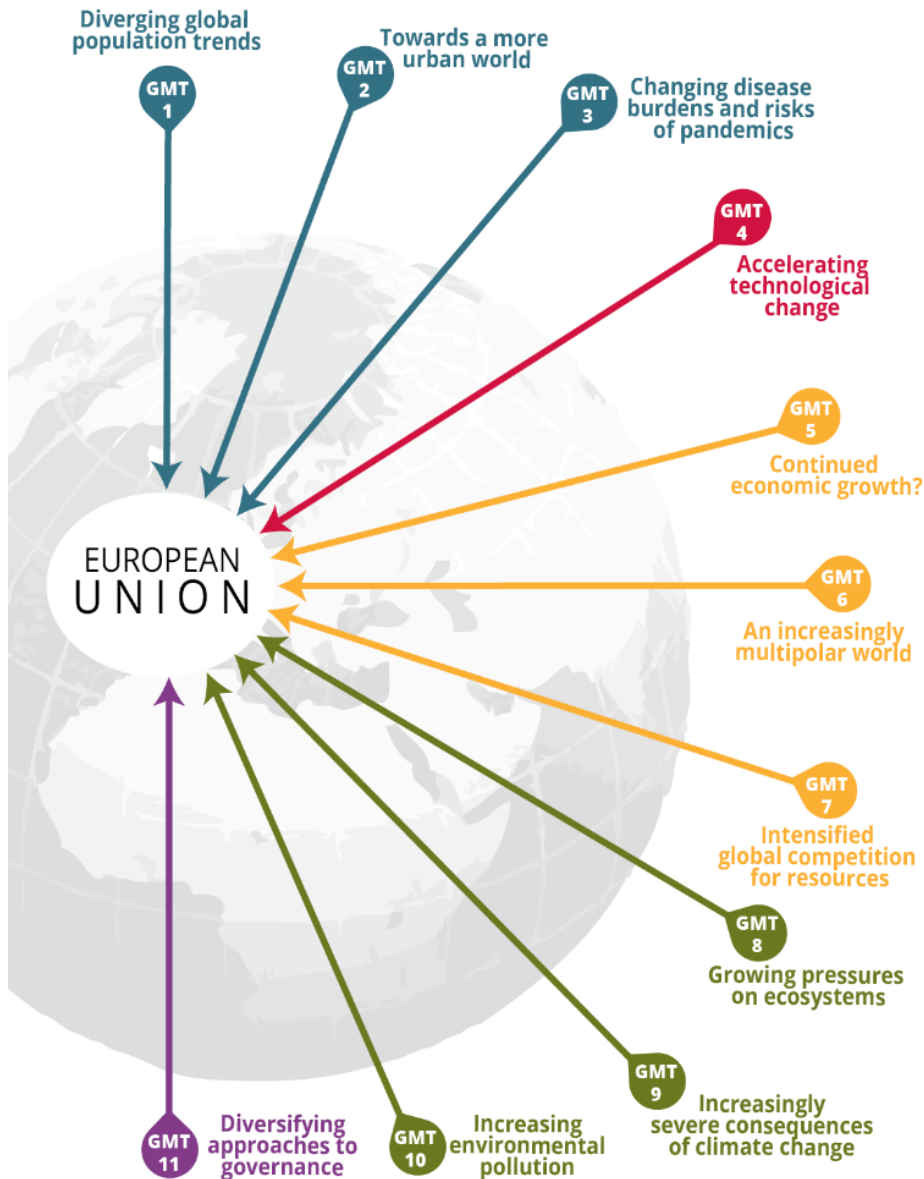 GMT
1
Diverging global
population trends
GMT
2
Towards a more
urban world
GMT
3
Changing disease
burdens and risks
of pandemics
GMT
4
Accelerating
technological
change
GMT
5
Continued
economic growth?
EUROPEAN
UNION
GMT
6
An increasingly
multipolar world
GMT
7
Intensified
global competition
for resources
GMT
8
Growing pressures
on ecosystems
GMT
9
Increasingly
severe consequences
of climate change
GMT
10
Increasing
environmental
pollution
GMT
11
Diversifying
approaches to
governance